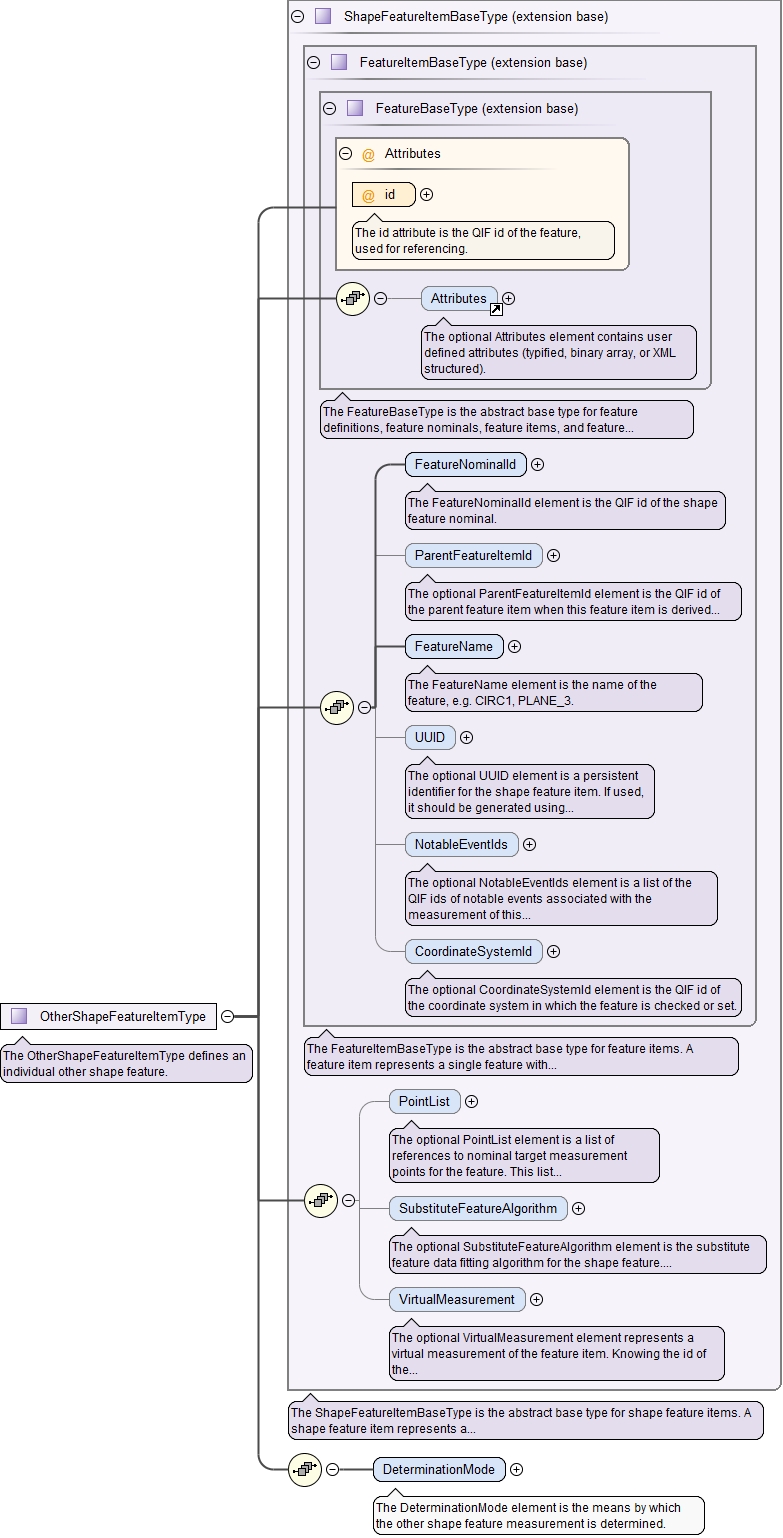 ShapeFeatureItemBaseType (extension base)
FeatureItemBaseType (extension base)
FeatureBaseType (extension base)
@ Attributes
@ id
The id attribute is the QIF id of the feature,
used for referencing.
Attributes
The optional Attributes element contains user
defined attributes (typified, binary array, or XML
structured).
The FeatureBaseType is the abstract base type for feature
definitions, feature nominals, feature items, and feature...
FeatureNominalId
The FeatureNominalId element is the QIF id of the shape
feature nominal.
ParentFeatureItemId
The optional ParentFeatureItemId element is the QIF id of
the parent feature item when this feature item is derived...
FeatureName
The FeatureName element is the name of the
feature, e.g. CIRC1, PLANE_3.
UUID
The optional UUID element is a persistent
identifier for the shape feature item. If used,
it should be generated using...
NotableEventIds
The optional NotableEventIds element is a list of the
QIF ids of notable events associated with the
measurement of this...
CoordinateSystemId
The optional CoordinateSystemId element is the QIF id of
the coordinate system in which the feature is checked or set.
OtherShapeFeatureItemType
The OtherShapeFeatureItemType defines an
individual other shape feature.
The FeatureItemBaseType is the abstract base type for feature items. A
feature item represents a single feature with...
PointList
The optional PointList element is a list of
references to nominal target measurement
points for the feature. This list...
SubstituteFeatureAlgorithm
The optional SubstituteFeatureAlgorithm element is the substitute
feature data fitting algorithm for the shape feature....
VirtualMeasurement
The optional VirtualMeasurement element represents a
virtual measurement of the feature item. Knowing the id of
the...
The ShapeFeatureItemBaseType is the abstract base type for shape feature items. A
shape feature item represents a...
DeterminationMode
The DeterminationMode element is the means by which
the other shape feature measurement is determined.